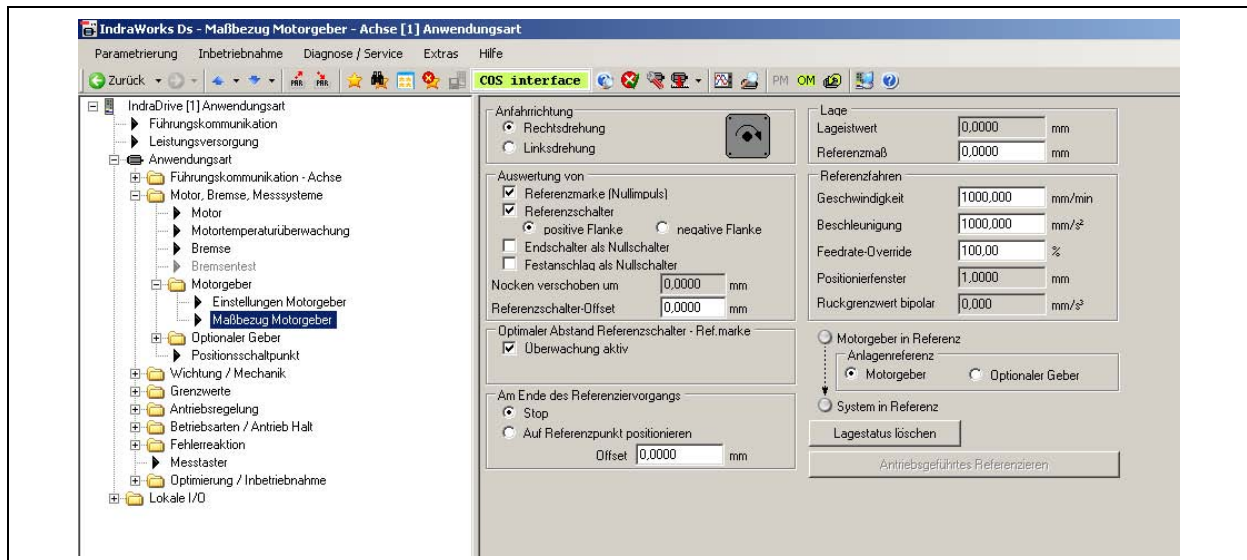 IndraWorks Ds - Maßbezug Motorgeber - Achse [1] Anwendungsart
Parametrierung Inbetriebnahme Diagnose / Service Extras Hilfe
Zurück PAR PAR COS interface PM OM
IndraDrive [1] Anwendungsart
Führungskommunikation
Leistungsversorgung
Anwendungsart
Führungskommunikation - Achse
Motor, Bremse, Messsysteme
Motor
Motortemperaturüberwachung
Bremse
Bremsentest
Motorgeber
Einstellungen Motorgeber
Maßbezug Motorgeber
Optionaler Geber
Positionsschaltpunkt
Wichtung / Mechanik
Grenzwerte
Antriebsregelung
Betriebsarten / Antrieb Halt
Fehlerreaktion
Messtaster
Optimierung / Inbetriebnahme
Lokale I/O
Anfahrrichtung
Rechtsdrehung
Linksdrehung
Auswertung von
Referenzmarke (Nullimpuls)
Referenzschalter
positive Flanke negative Flanke
Endschalter als Nullschalter
Festanschlag als Nullschalter
Nocken verschoben um 0,0000 mm
Referenzschalter-Offset 0,0000 mm
Optimaler Abstand Referenzschalter - Ref.marke
Überwachung aktiv
Am Ende des Referenziervorgangs
Stop
Auf Referenzpunkt positionieren
Offset 0,0000 mm
Lage
Lageistwert 0,0000 mm
Referenzmaß 0,0000 mm
Referenzfahren
Geschwindigkeit 1000,000 mm/min
Beschleunigung 1000,000 mm/s²
Feedrate-Override 100,00 %
Positionierfenster 1,0000 mm
Ruckgrenzwert bipolar 0,000 mm/s³
Motorgeber in Referenz
Anlagenreferenz
Motorgeber Optionaler Geber
System in Referenz
Lagestatus löschen
Antriebsgeführtes Referenzieren